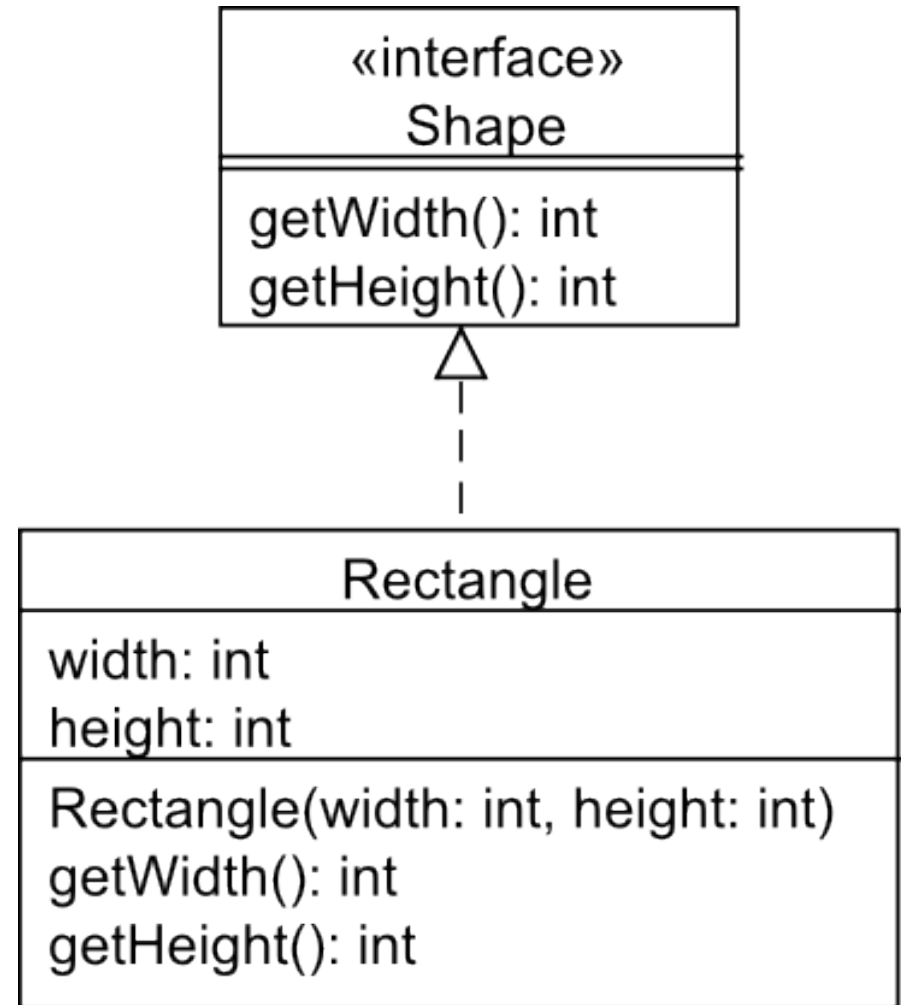 «interface»
Shape
getWidth(): int
getHeight(): int
Rectangle
width: int
height: int
Rectangle(width: int, height: int)
getWidth(): int
getHeight(): int